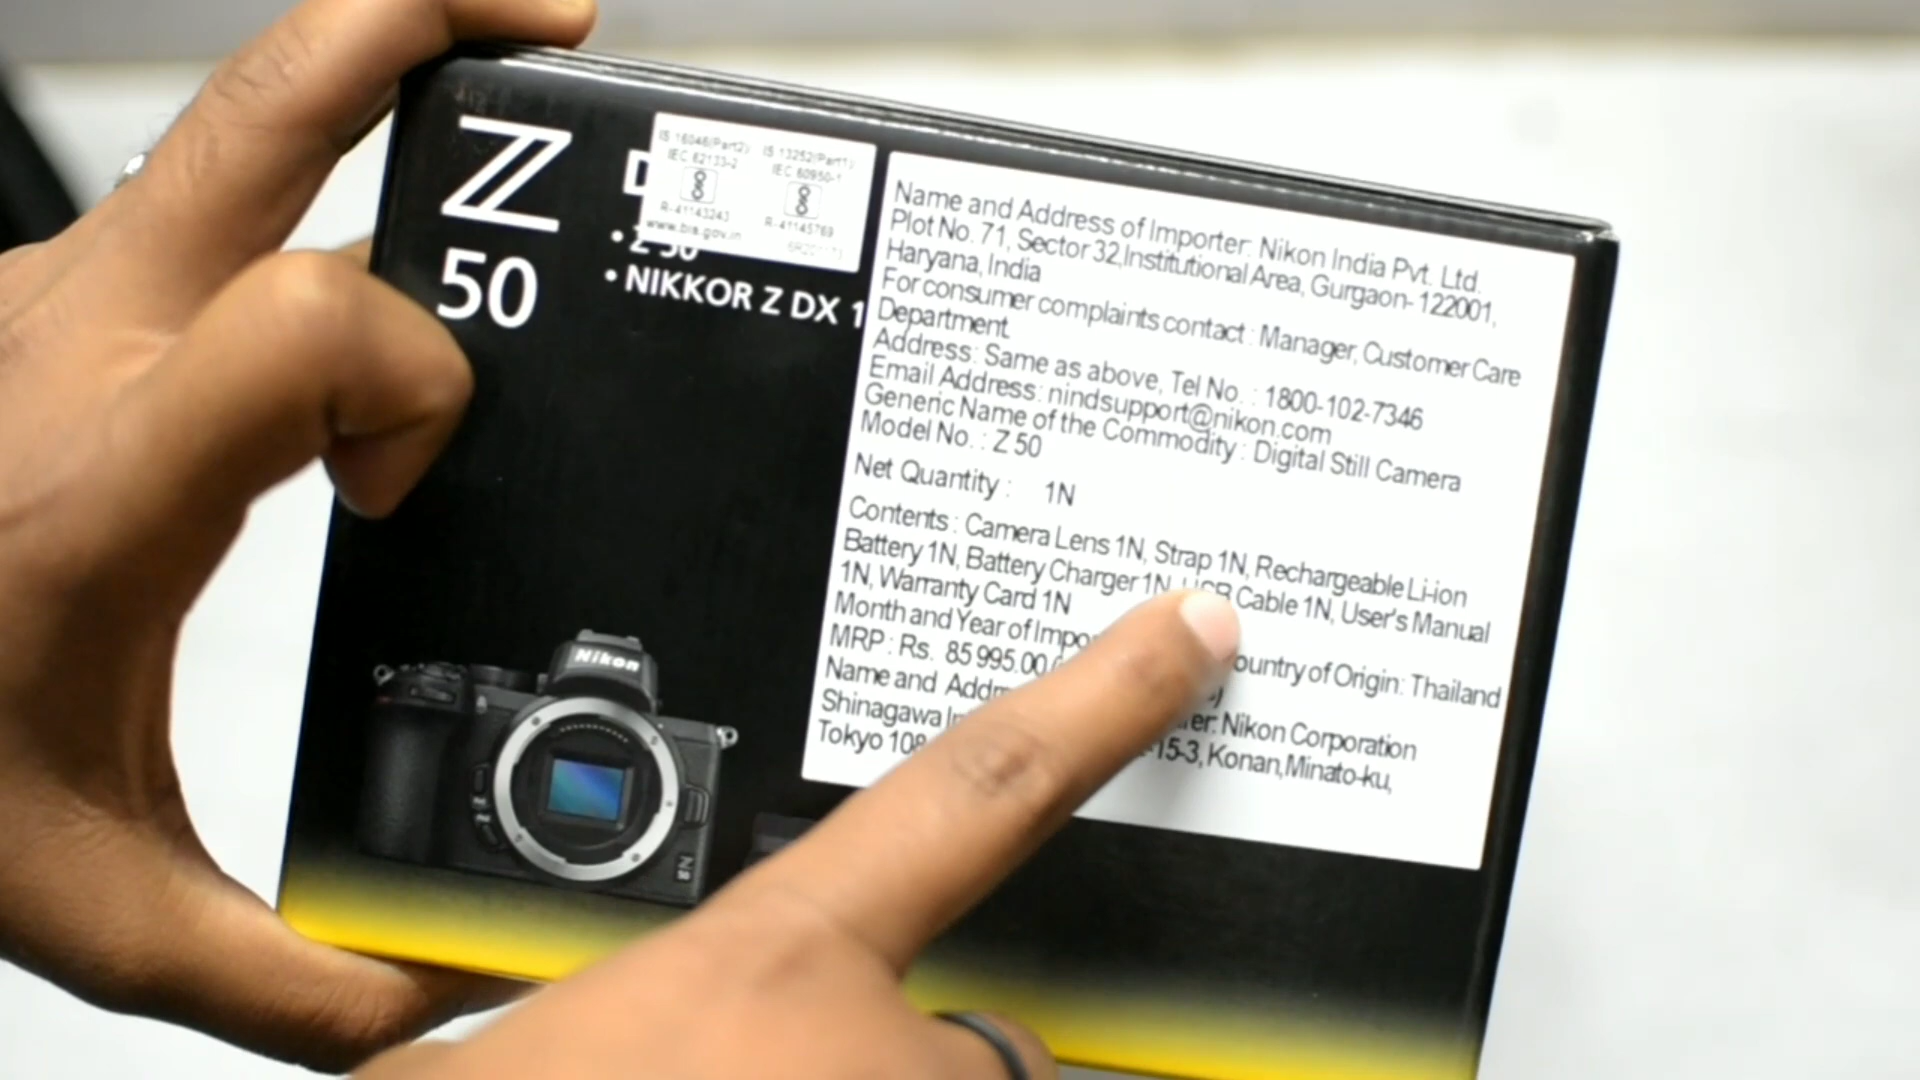 Z
50
• Z 50
• NIKKOR Z DX 1
IS 16046(Part2)
IEC 62133-2
R-41143243
www.bis.gov.in
IS 13252(Part1)
IEC 60950-1
R-41145769
Name and Address of Importer: Nikon India Pvt. Ltd.
Plot No. 71, Sector 32,Institutional Area, Gurgaon- 122001,
Haryana, India
For consumer complaints contact : Manager, Customer Care
Department.
Address: Same as above, Tel No. : 1800-102-7346
Email Address: nindsupport@nikon.com
Generic Name of the Commodity : Digital Still Camera
Model No. : Z 50
Net Quantity : 1N
Contents : Camera Lens 1N, Strap 1N, Rechargeable Li-ion
Battery 1N, Battery Charger 1N, USB Cable 1N, User's Manual
1N, Warranty Card 1N
Month and Year of Origin: Thailand
MRP : Rs. 85 995.00
Name and Nikon Corporation
Shinagawa -15-3, Konan,Minato-ku,
Tokyo 108
Nikon